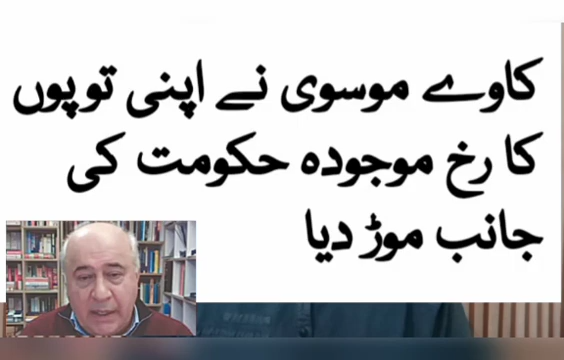 کاوے موسوی نے اپنی توپوں
کا رخ موجودہ حکومت کی
جانب موڑ دیا